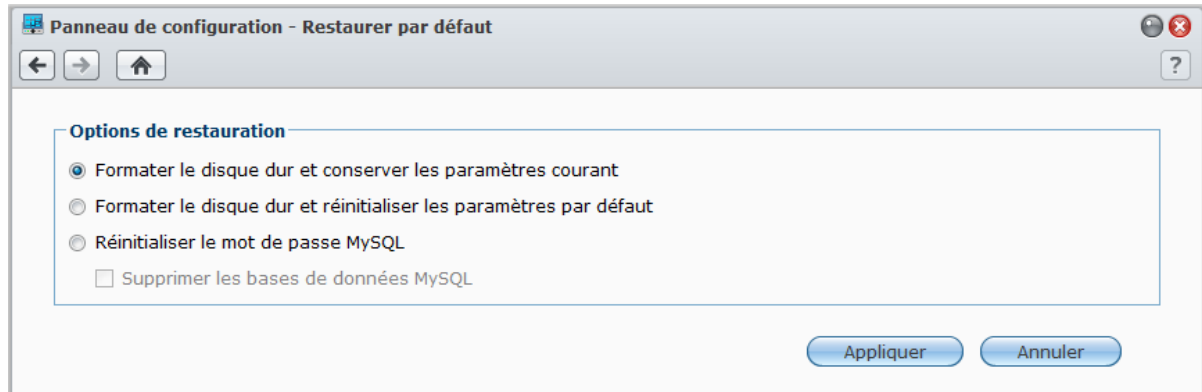 Panneau de configuration - Restaurer par défaut
?
Options de restauration
Formater le disque dur et conserver les paramètres courant
Formater le disque dur et réinitialiser les paramètres par défaut
Réinitialiser le mot de passe MySQL
Supprimer les bases de données MySQL
Appliquer Annuler